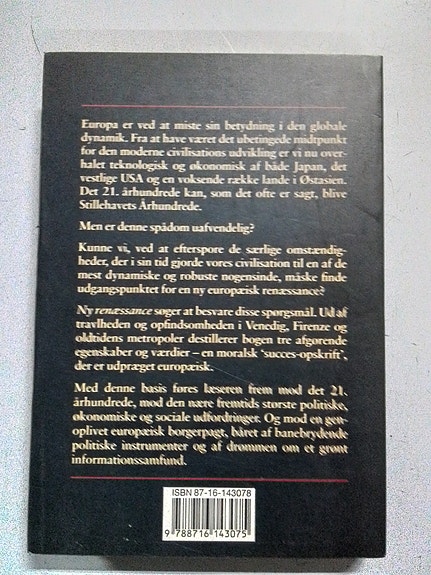 Europa er ved at miste sin betydning i den globale
dynamik. Fra at have været det ubetingede midtpunkt
for den moderne civilisations udvikling er vi nu over-
halet teknologisk og økonomisk af både Japan, det
vestlige USA og en voksende række lande i Østasien.
Det 21. århundrede kan, som det ofte er sagt, blive
Stillehavets Århundrede.
Men er denne spådom uafvendelig?
Kunne vi, ved at efterspore de særlige omstændig-
heder, der i sin tid gjorde vores civilisation til en af de
mest dynamiske og robuste nogensinde, måske finde
udgangspunktet for en ny europæisk renæssance?
Ny renæssance søger at besvare disse spørgsmål. Ud af
travlheden og opfindsomheden i Venedig, Firenze og
oldtidens metropoler destillerer bogen tre afgørende
egenskaber og værdier – en moralsk 'succes-opskrift',
der er udpræget europæisk.
Med denne basis føres læseren frem mod det 21.
århundrede, mod den nære fremtids største politiske,
økonomiske og sociale udfordringer. Og mod en gen-
oplivet europæisk borgerpagt, båret af banebrydende
politiske instrumenter og af drømmen om et grønt
informationssamfund.
ISBN 87-16-143078
9 788716 143075